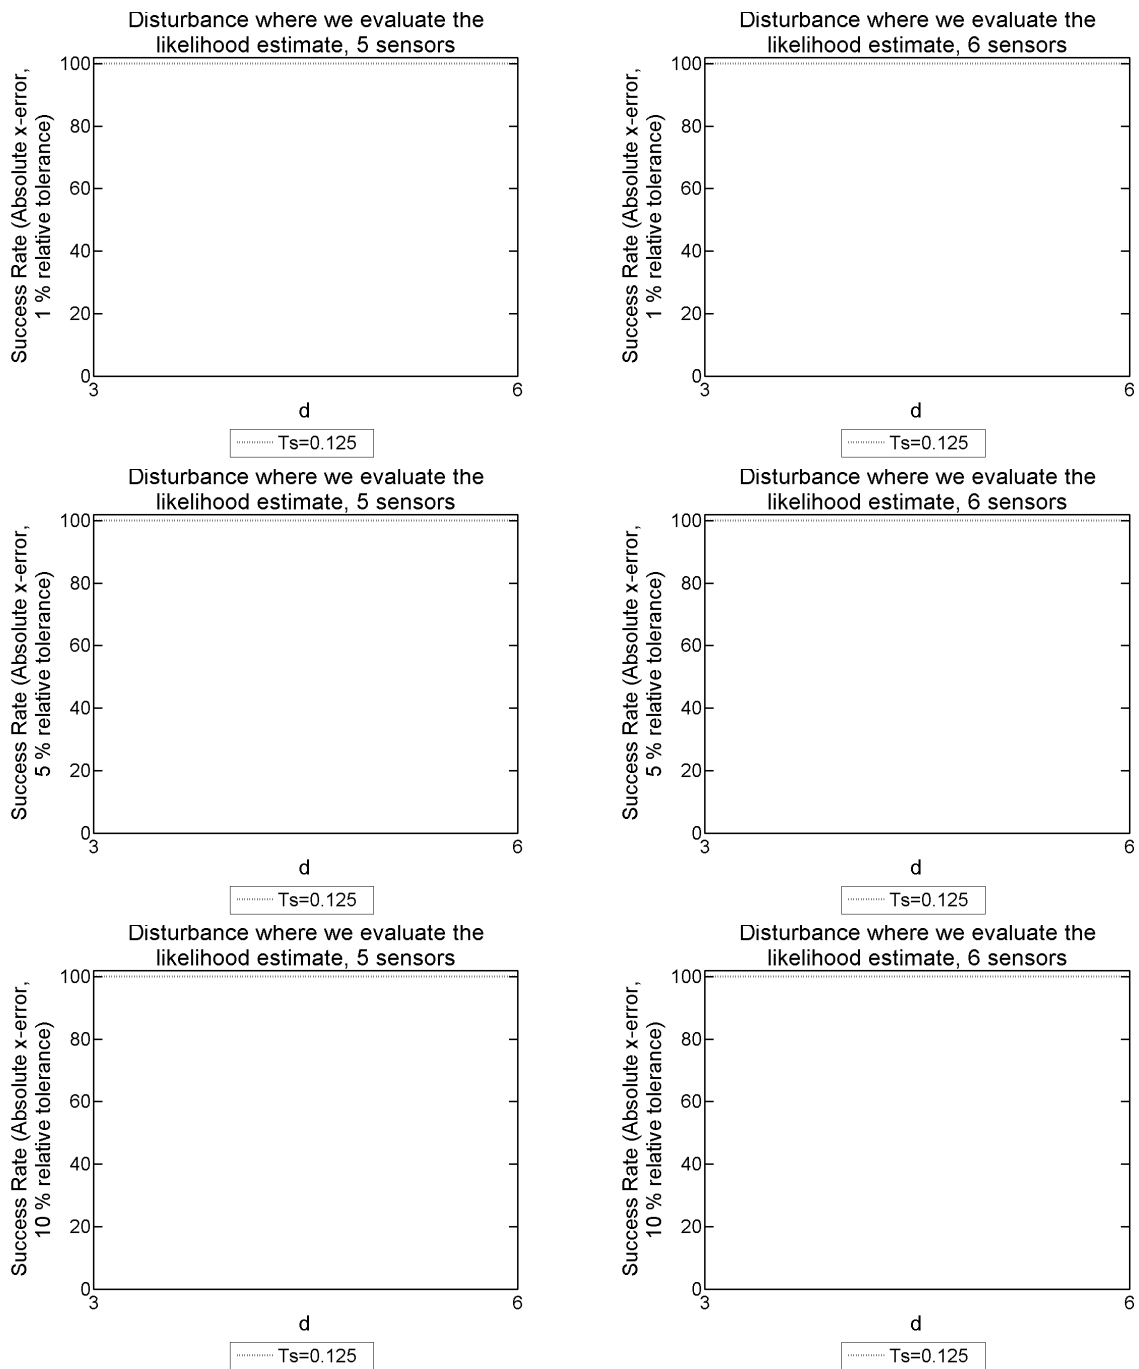 Disturbance where we evaluate the
likelihood estimate, 5 sensors
Success Rate (Absolute x-error,
1 % relative tolerance)
100
80
60
40
20
0
3
6
d
Ts=0.125
Disturbance where we evaluate the
likelihood estimate, 6 sensors
Success Rate (Absolute x-error,
1 % relative tolerance)
100
80
60
40
20
0
3
6
d
Ts=0.125
Disturbance where we evaluate the
likelihood estimate, 5 sensors
Success Rate (Absolute x-error,
5 % relative tolerance)
100
80
60
40
20
0
3
6
d
Ts=0.125
Disturbance where we evaluate the
likelihood estimate, 6 sensors
Success Rate (Absolute x-error,
5 % relative tolerance)
100
80
60
40
20
0
3
6
d
Ts=0.125
Disturbance where we evaluate the
likelihood estimate, 5 sensors
Success Rate (Absolute x-error,
10 % relative tolerance)
100
80
60
40
20
0
3
6
d
Ts=0.125
Disturbance where we evaluate the
likelihood estimate, 6 sensors
Success Rate (Absolute x-error,
10 % relative tolerance)
100
80
60
40
20
0
3
6
d
Ts=0.125